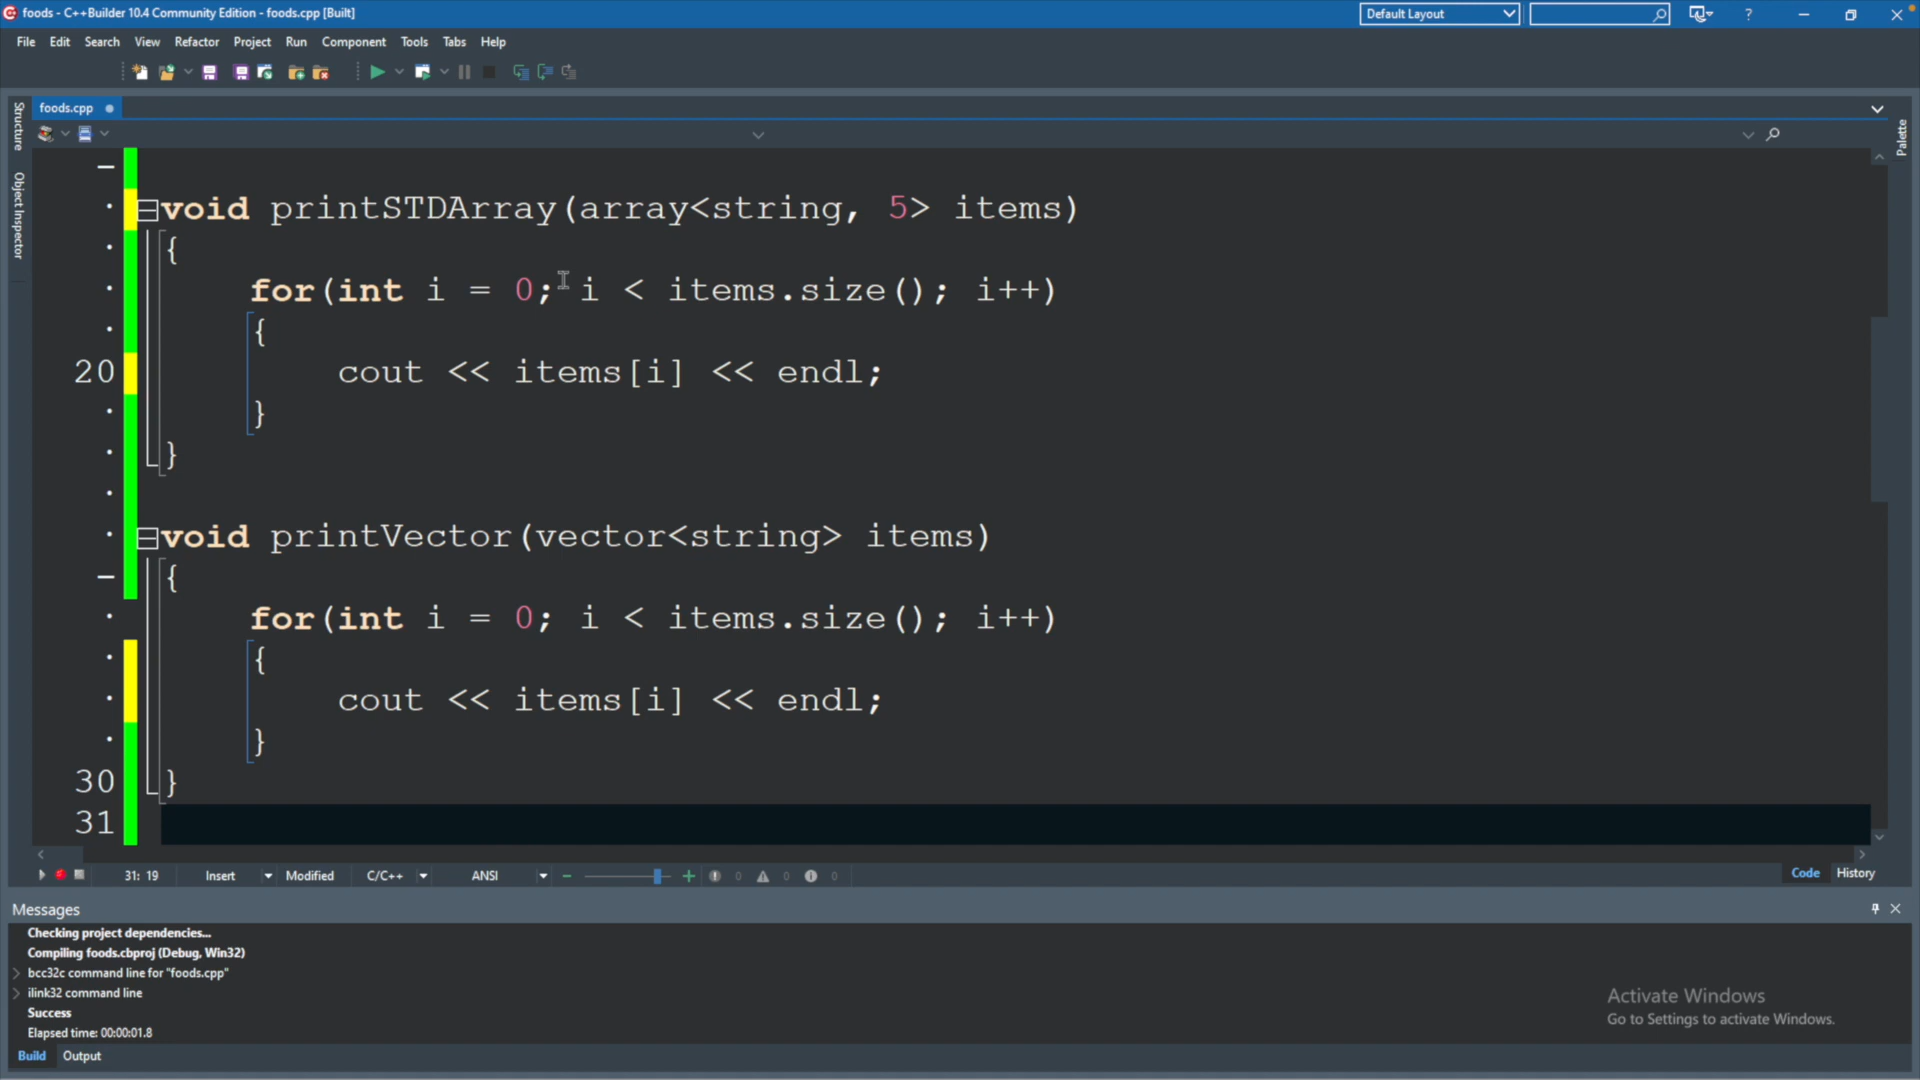 foods - C++Builder 10.4 Community Edition - foods.cpp [Built]
Default Layout
?
File Edit Search View Refactor Project Run Component Tools Tabs Help
foods.cpp
Structure
Object Inspector
Palette
void printSTDArray(array<string, 5> items)
{
for(int i = 0; i < items.size(); i++)
{
20 cout << items[i] << endl;
}
}
void printVector(vector<string> items)
{
for(int i = 0; i < items.size(); i++)
{
cout << items[i] << endl;
}
30 }
31
31: 19 Insert Modified C/C++ ANSI 0 0 0
Code History
Messages
Checking project dependencies...
Compiling foods.cbproj (Debug, Win32)
bcc32c command line for "foods.cpp"
ilink32 command line
Success
Elapsed time: 00:00:01.8
Activate Windows
Go to Settings to activate Windows.
Build Output